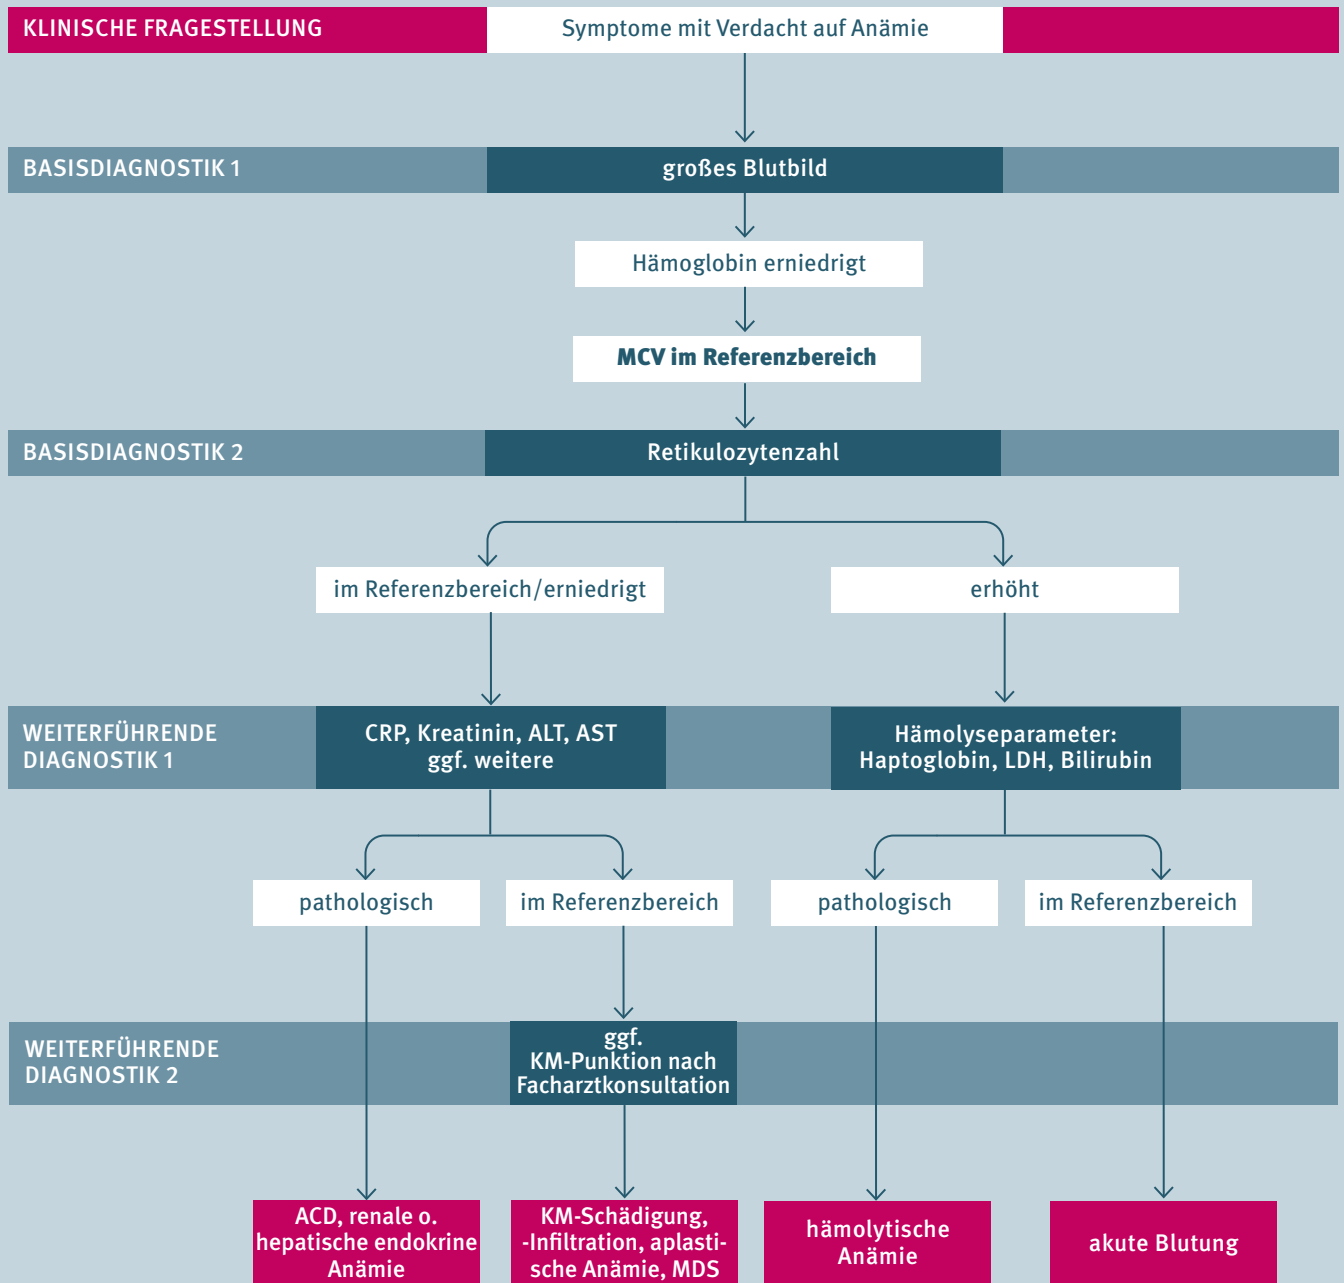 KLINISCHE FRAGESTELLUNG
Symptome mit Verdacht auf Anämie
BASISDIAGNOSTIK 1
großes Blutbild
Hämoglobin erniedrigt
MCV im Referenzbereich
BASISDIAGNOSTIK 2
Retikulozytenzahl
im Referenzbereich/erniedrigt
erhöht
WEITERFÜHRENDE
DIAGNOSTIK 1
CRP, Kreatinin, ALT, AST
ggf. weitere
Hämolyseparameter:
Haptoglobin, LDH, Bilirubin
pathologisch
im Referenzbereich
pathologisch
im Referenzbereich
WEITERFÜHRENDE
DIAGNOSTIK 2
ggf.
KM-Punktion nach
Facharztkonsultation
ACD, renale o.
hepatische endokrine
Anämie
KM-Schädigung,
-Infiltration, aplasti-
sche Anämie, MDS
hämolytische
Anämie
akute Blutung